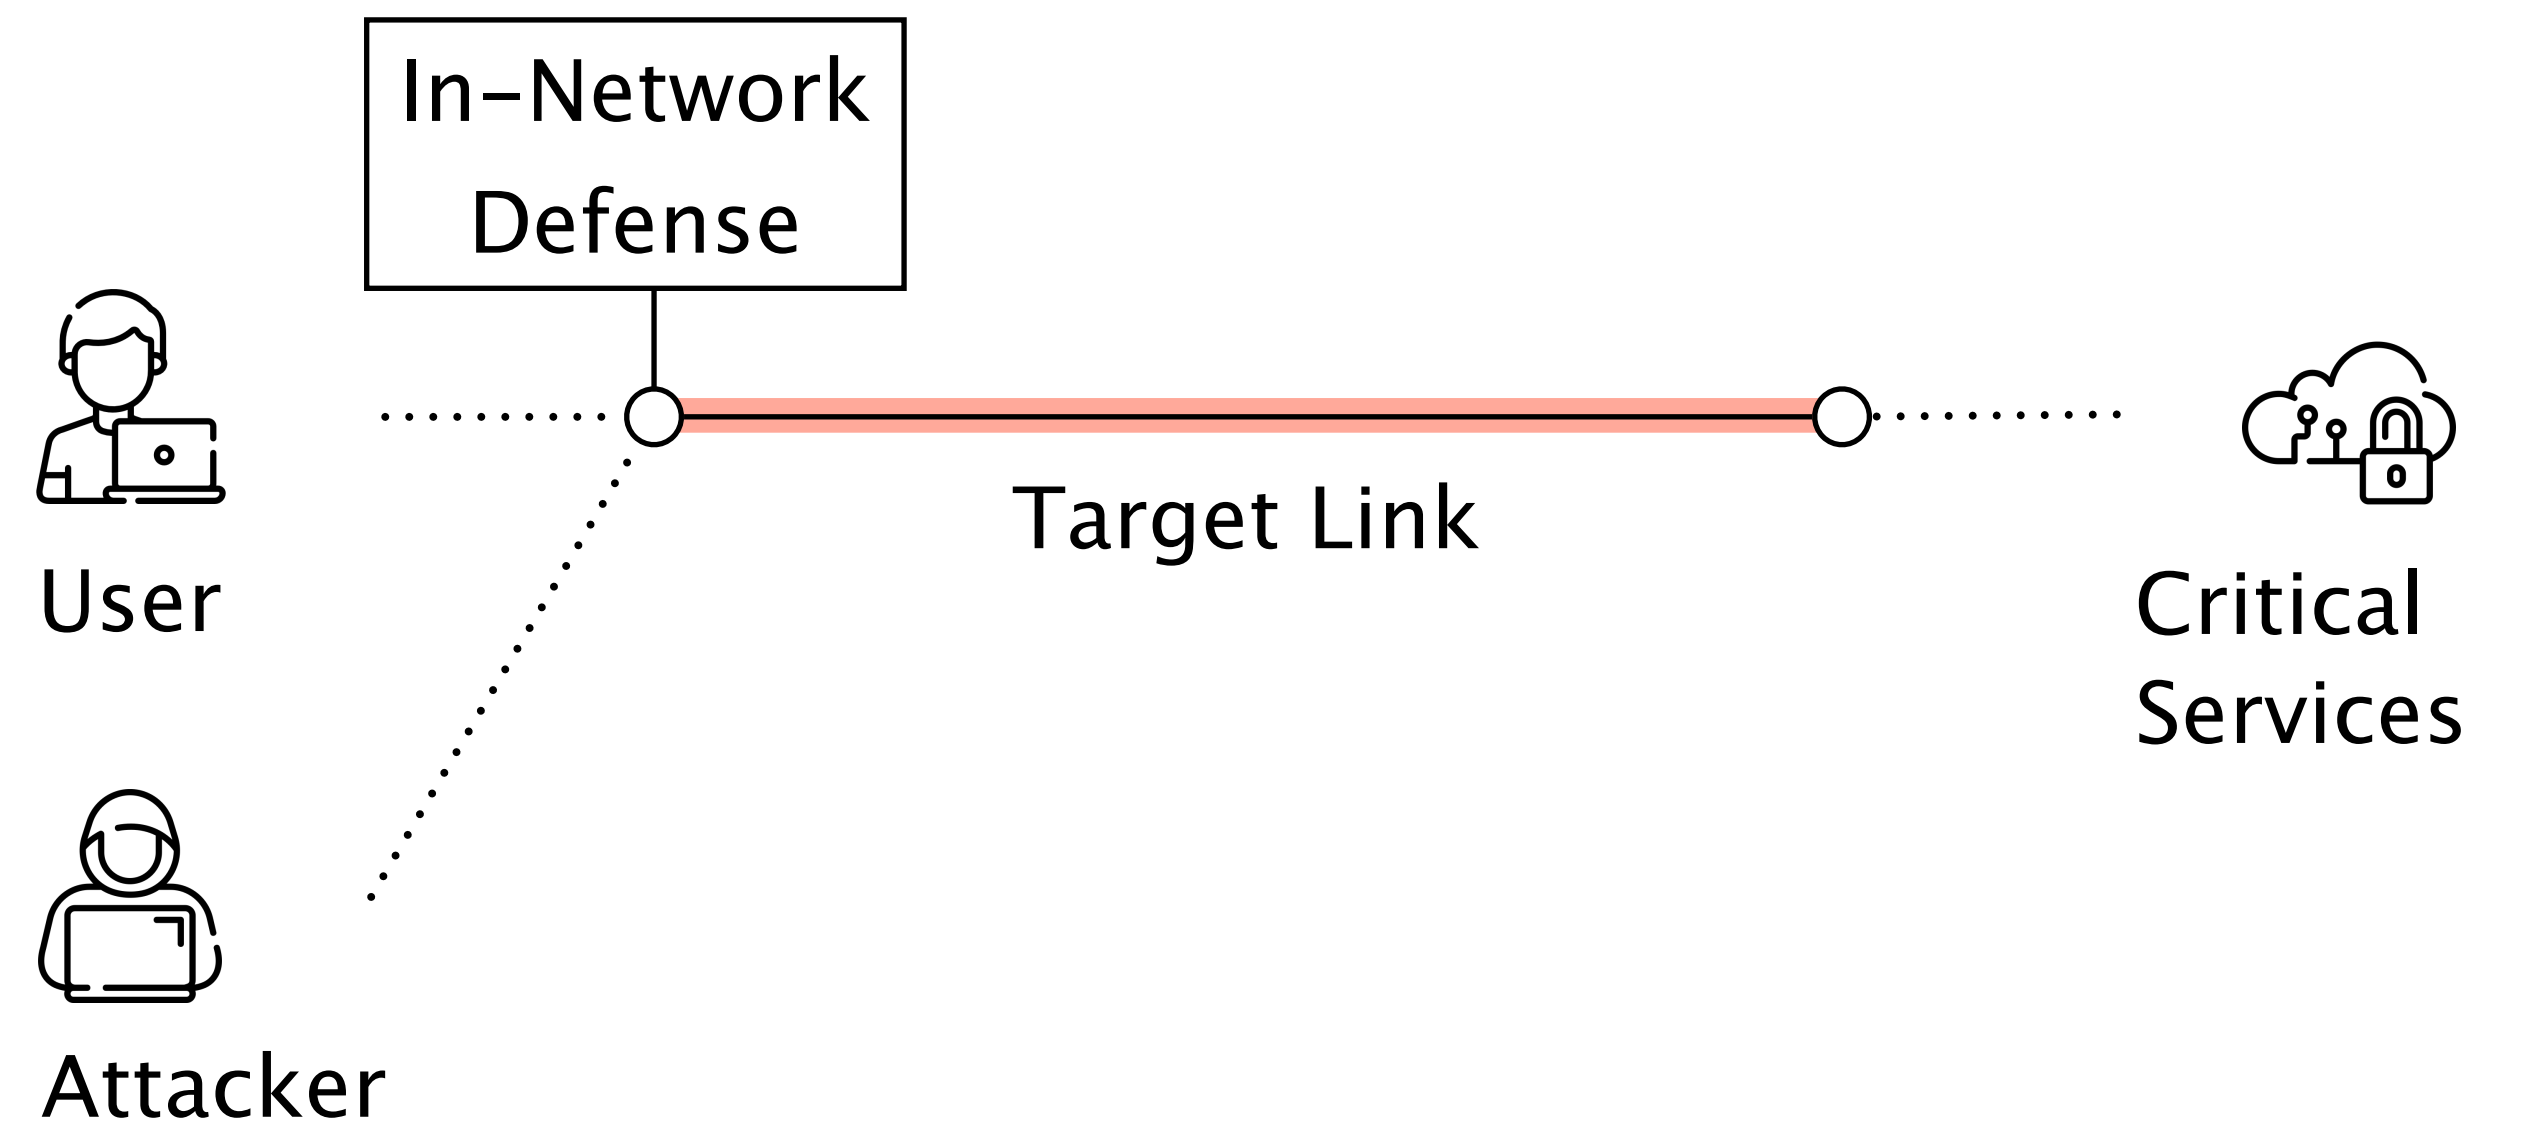 In-Network
Defense
Target Link
User
Critical
Services
Attacker